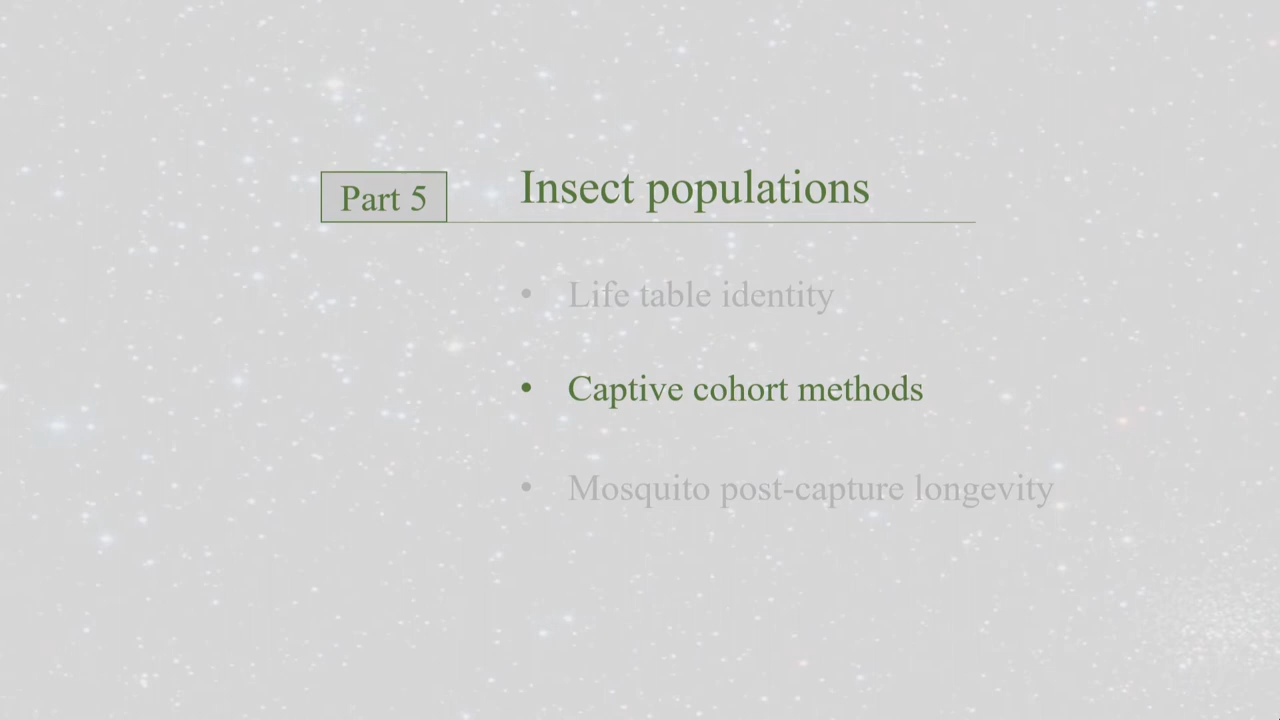 Part 5
Insect populations
• Life table identity
• Captive cohort methods
• Mosquito post-capture longevity